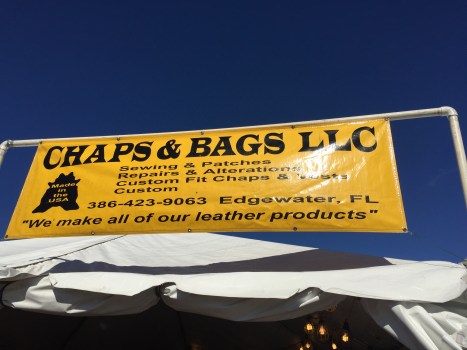 CHAPS & BAGS LLC
Sewing & Patches
Repairs & Alterations
Custom Fit Chaps & Vests
Custom
Made
in the
USA
386-423-9063 Edgewater, FL
"We make all of our leather products"